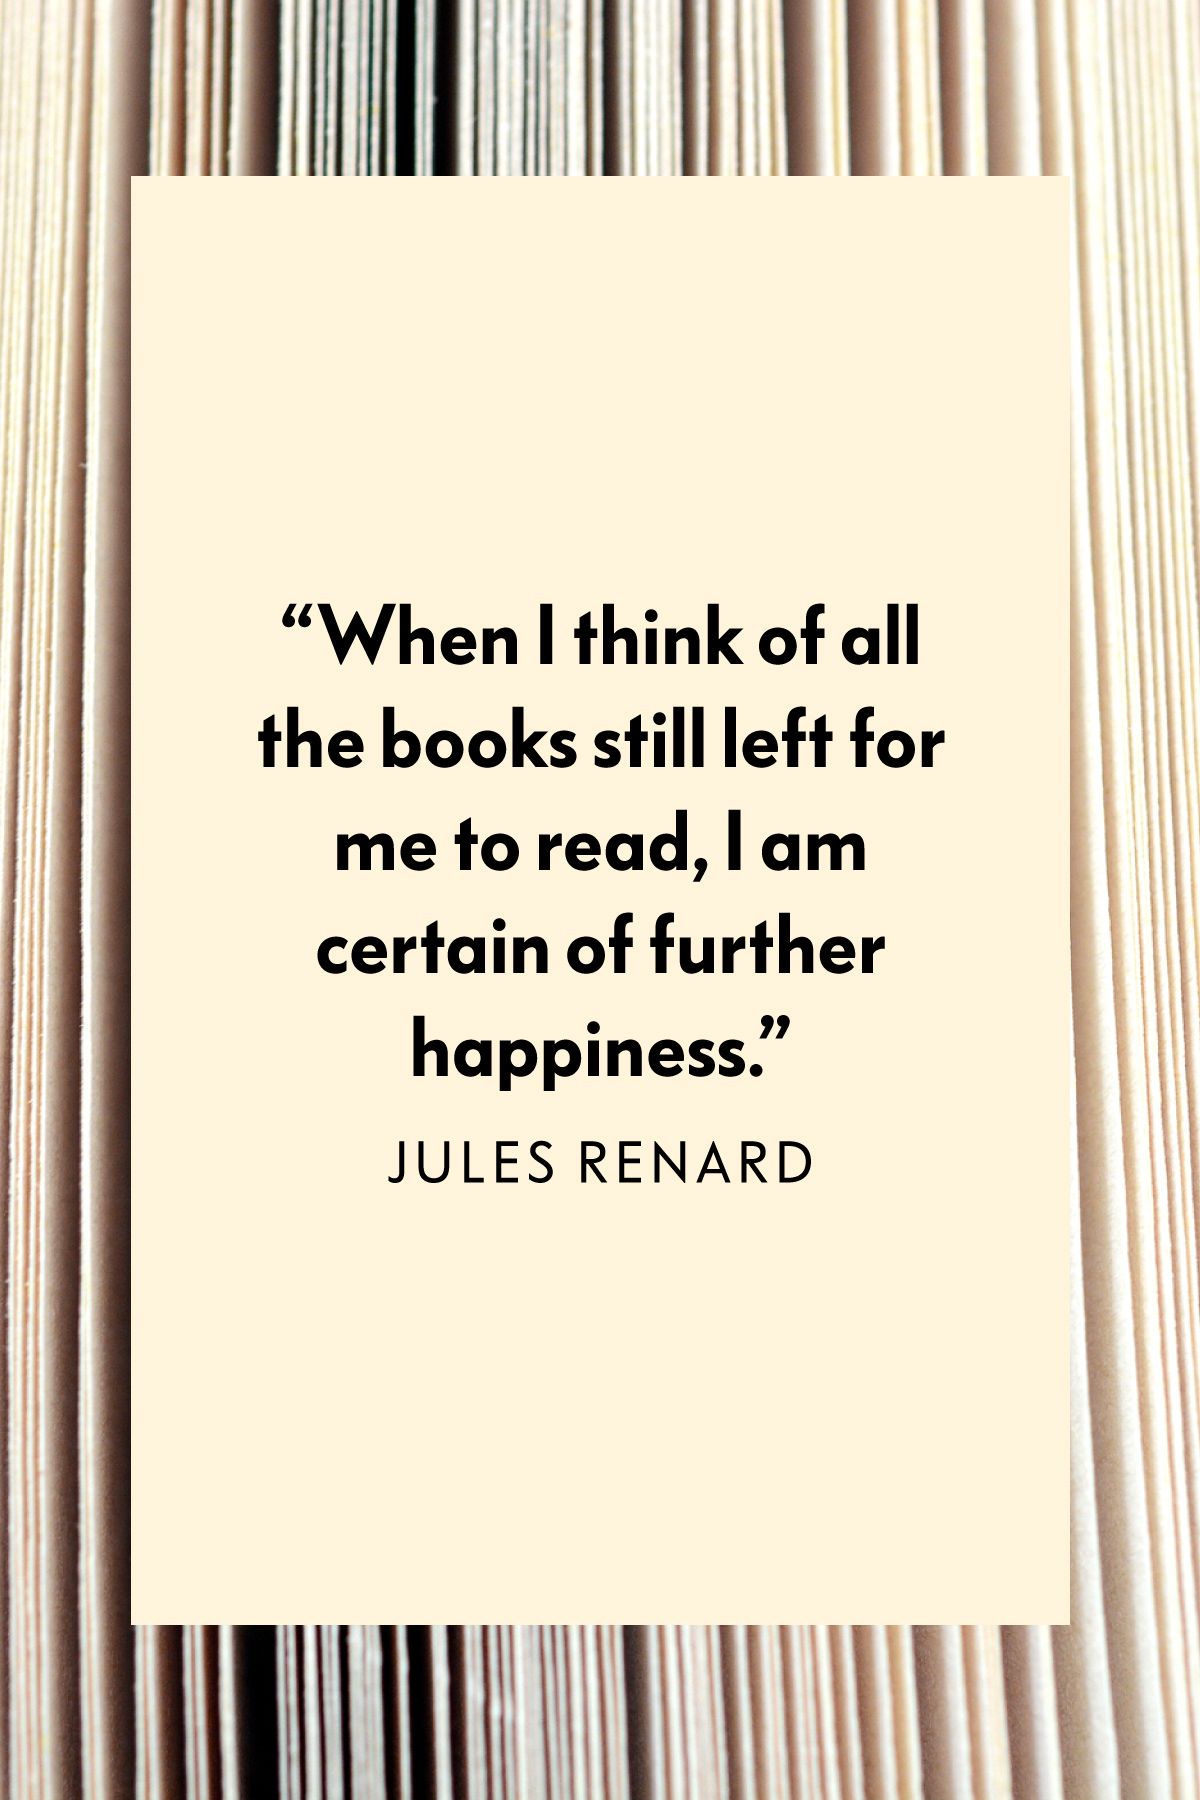 “When I think of all
the books still left for
me to read, I am
certain of further
happiness.”
JULES RENARD